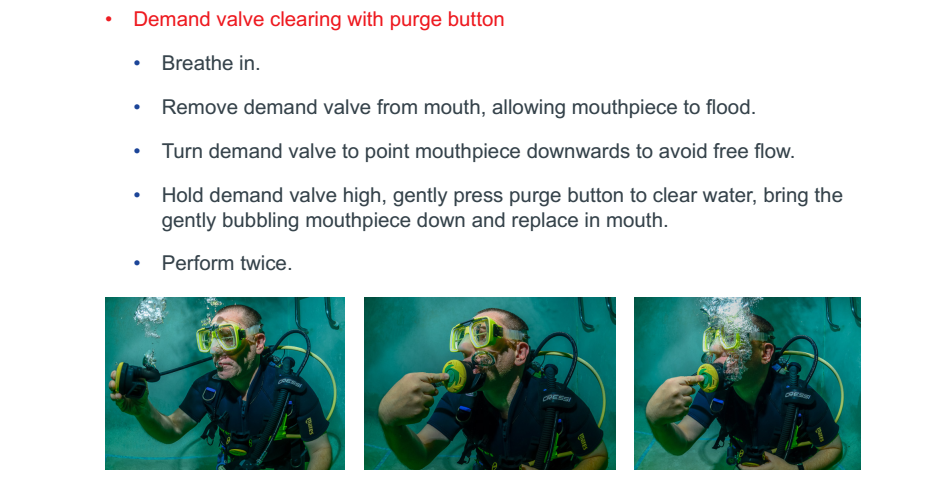 • Demand valve clearing with purge button
• Breathe in.
• Remove demand valve from mouth, allowing mouthpiece to flood.
• Turn demand valve to point mouthpiece downwards to avoid free flow.
• Hold demand valve high, gently press purge button to clear water, bring the
gently bubbling mouthpiece down and replace in mouth.
• Perform twice.
CRESSI
CRESSI
CRESSI